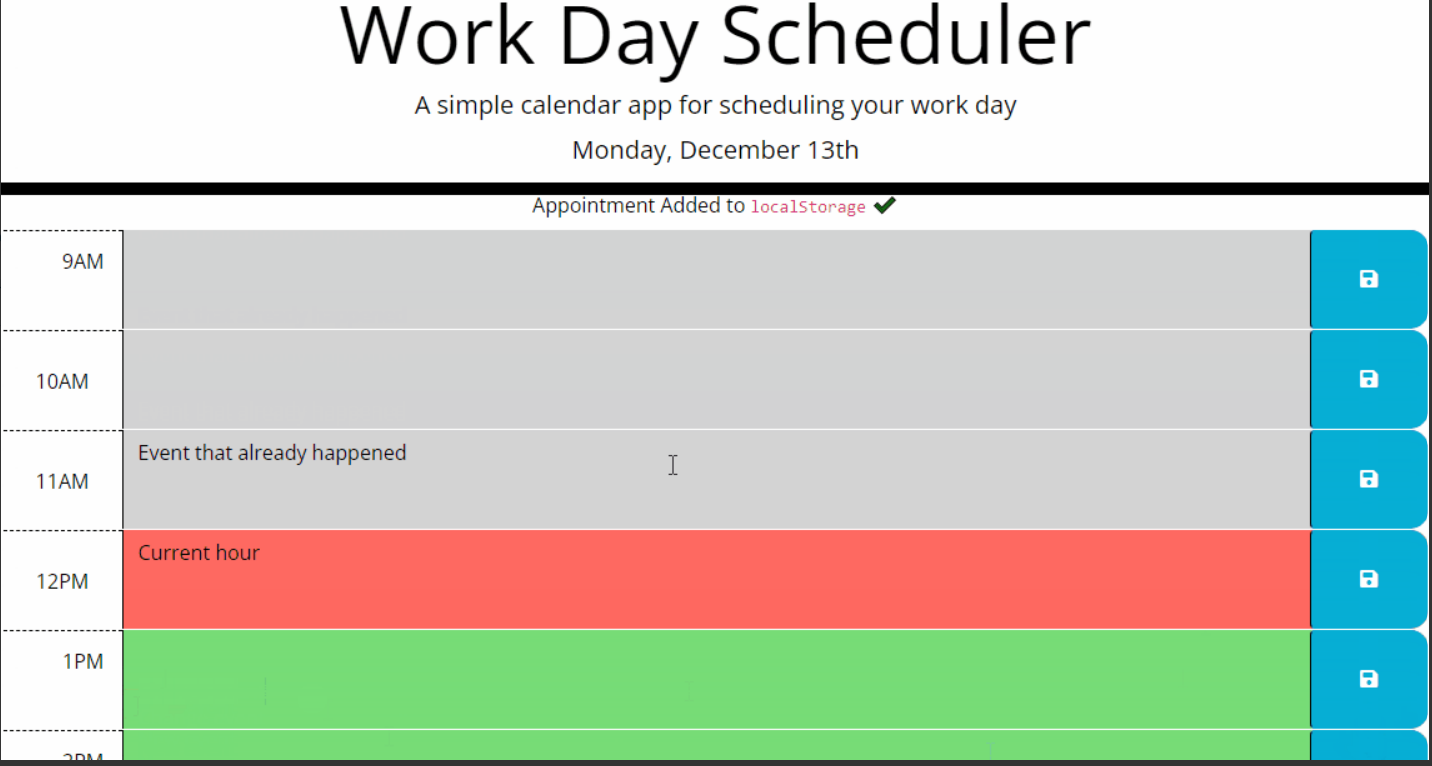 Work Day Scheduler
A simple calendar app for scheduling your work day
Monday, December 13th
Appointment Added to localStorage ✔
9AM
10AM
11AM
Event that already happened
12PM
Current hour
1PM
2PM